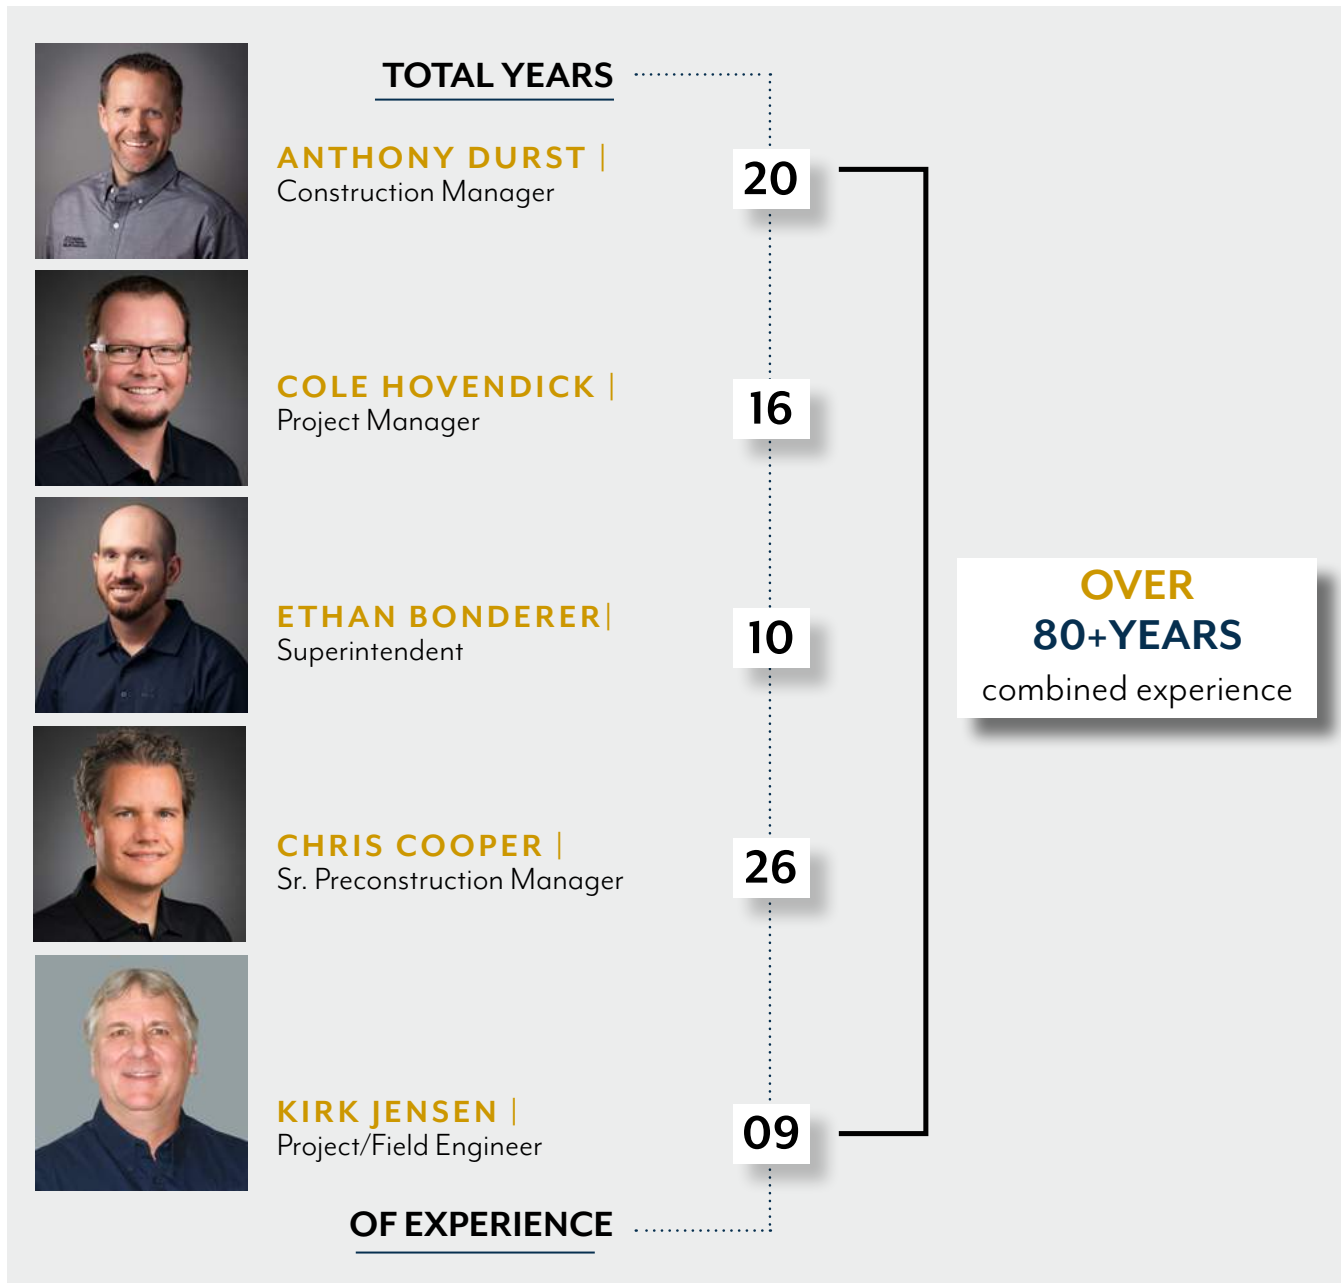 TOTAL YEARS
ANTHONY DURST |
Construction Manager
20
COLE HOVENDICK |
Project Manager
16
ETHAN BONDERER|
Superintendent
10
OVER
80+YEARS
combined experience
CHRIS COOPER |
Sr. Preconstruction Manager
26
KIRK JENSEN |
Project/Field Engineer
09
OF EXPERIENCE